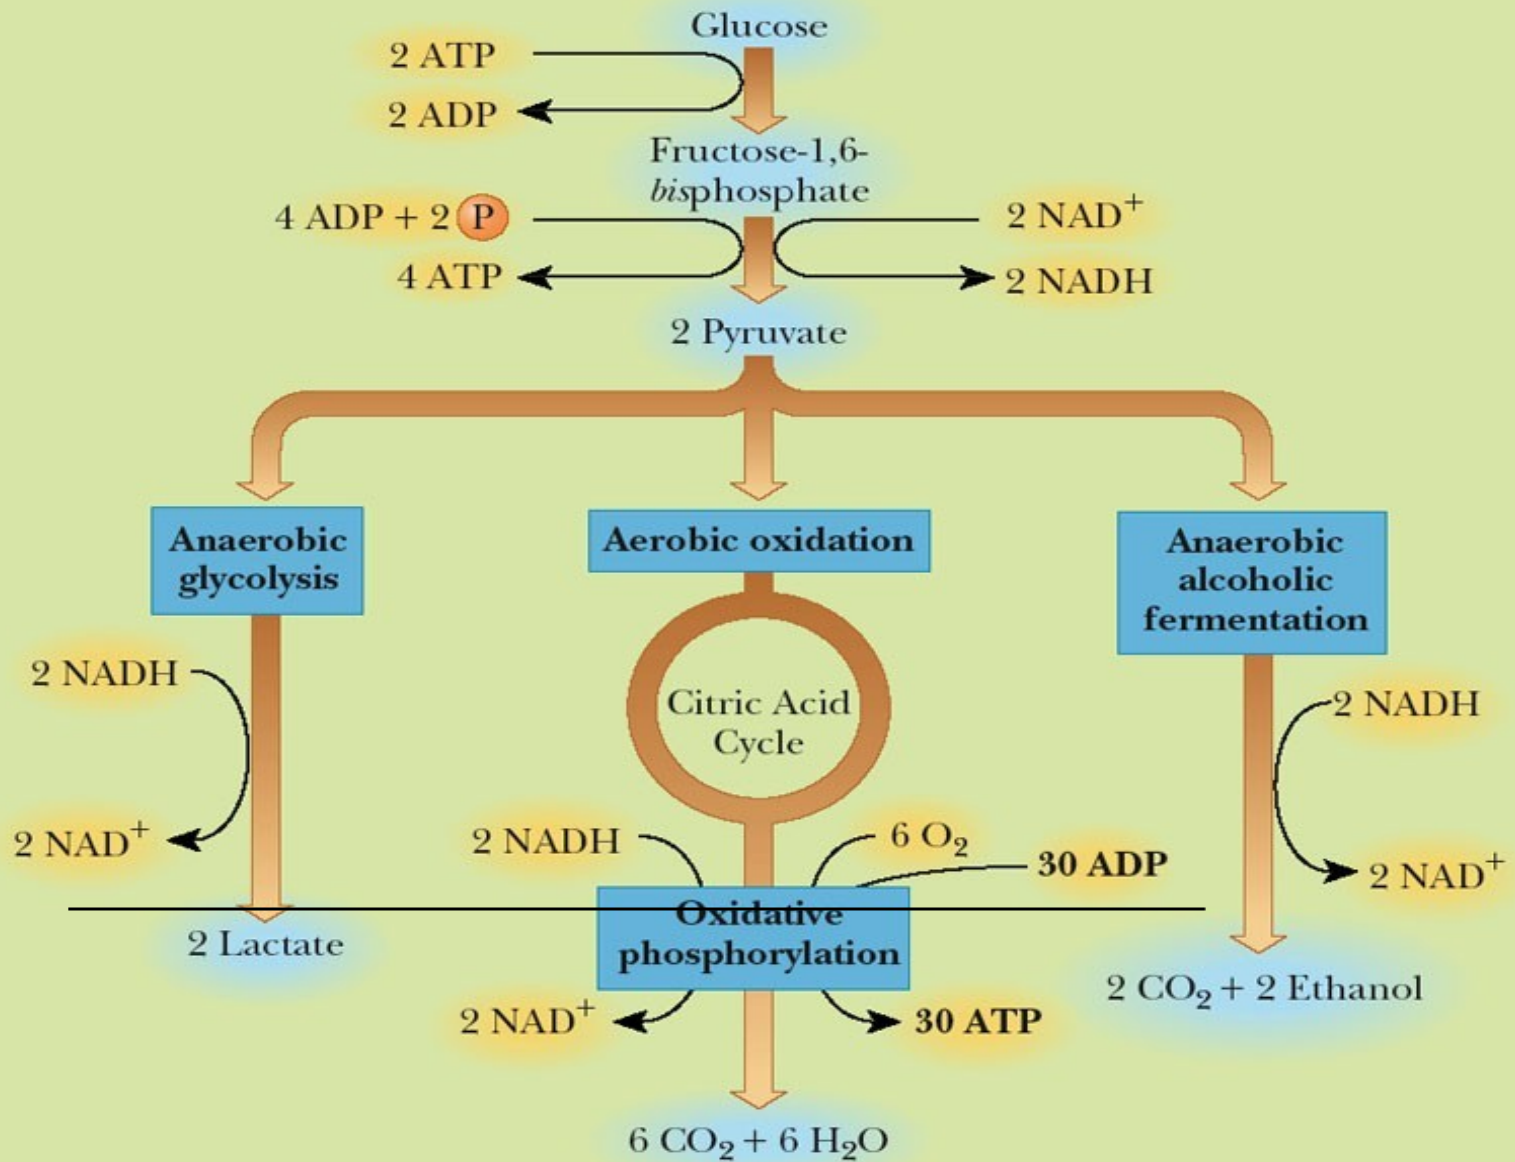 Glucose
2 ATP
2 ADP
Fructose-1,6-
bisphosphate
4 ADP + 2 P
2 NAD⁺
4 ATP
2 NADH
2 Pyruvate
Anaerobic
glycolysis
Aerobic oxidation
Anaerobic
alcoholic
fermentation
2 NADH
2 NAD⁺
Citric Acid
Cycle
2 NADH
6 O₂
30 ADP
2 NADH
2 NAD⁺
Oxidative
phosphorylation
2 Lactate
2 NAD⁺
30 ATP
2 CO₂ + 2 Ethanol
6 CO₂ + 6 H₂O